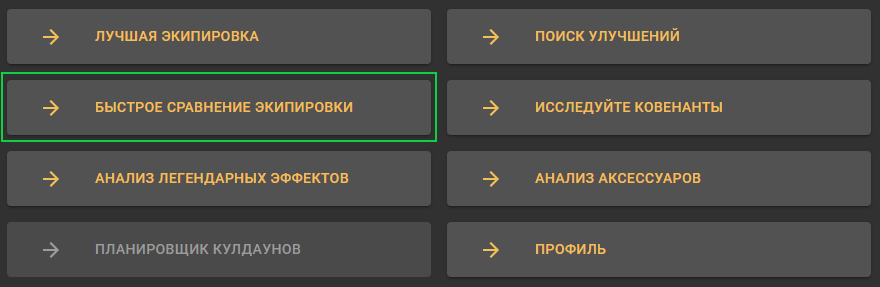 ЛУЧШАЯ ЭКИПИРОВКА
ПОИСК УЛУЧШЕНИЙ
БЫСТРОЕ СРАВНЕНИЕ ЭКИПИРОВКИ
ИССЛЕДУЙТЕ КОВЕНАНТЫ
АНАЛИЗ ЛЕГЕНДАРНЫХ ЭФФЕКТОВ
АНАЛИЗ АКСЕССУАРОВ
ПЛАНИРОВЩИК КУЛДАУНОВ
ПРОФИЛЬ